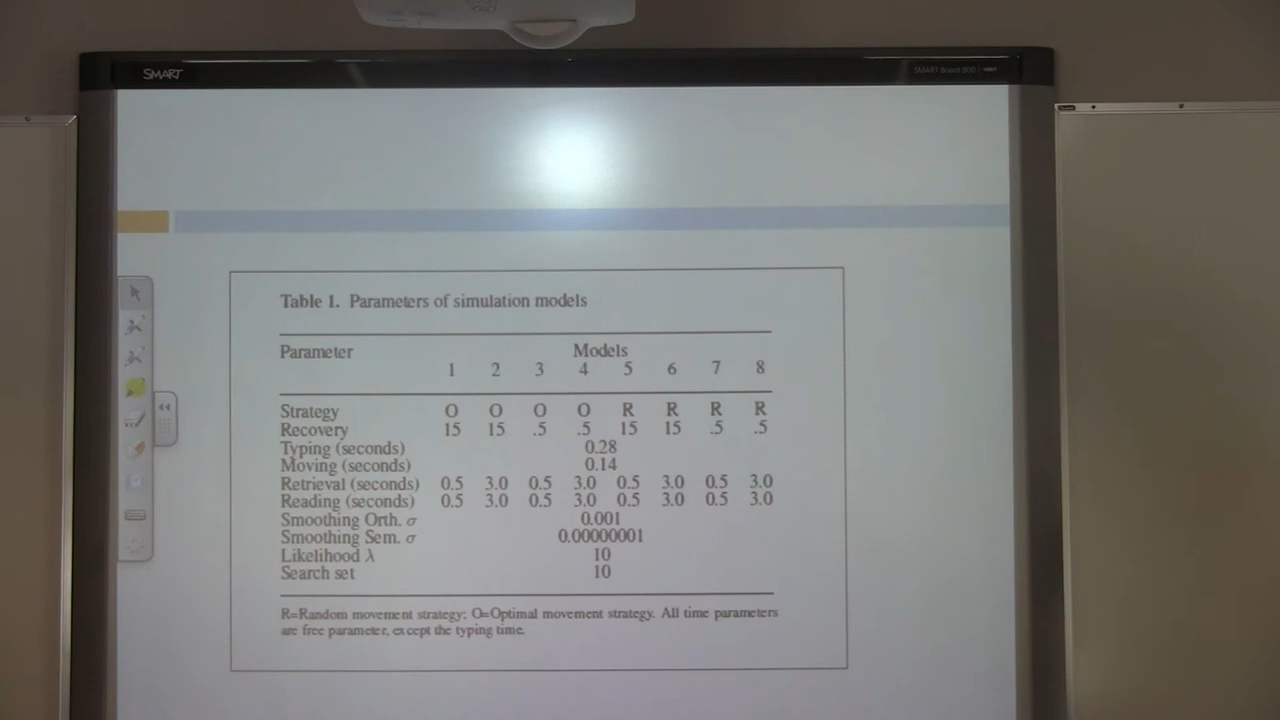 SMART
SMART Board 800
Table 1. Parameters of simulation models
Parameter Models
1 2 3 4 5 6 7 8
Strategy O O O O R R R R
Recovery 15 15 .5 .5 15 15 .5 .5
Typing (seconds) 0.28
Moving (seconds) 0.14
Retrieval (seconds) 0.5 3.0 0.5 3.0 0.5 3.0 0.5 3.0
Reading (seconds) 0.5 3.0 0.5 3.0 0.5 3.0 0.5 3.0
Smoothing Orth. σ 0.001
Smoothing Sem. σ 0.00000001
Likelihood λ 10
Search set 10
R=Random movement strategy; O=Optimal movement strategy. All time parameters
are free parameter, except the typing time.